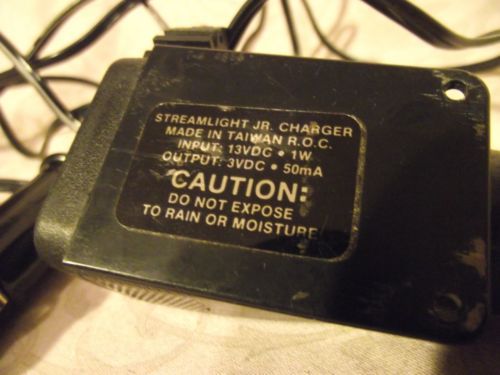 STREAMLIGHT JR. CHARGER
MADE IN TAIWAN R.O.C.
INPUT: 13VDC • 1W
OUTPUT: 3VDC • 50mA
CAUTION:
DO NOT EXPOSE
TO RAIN OR MOISTURE